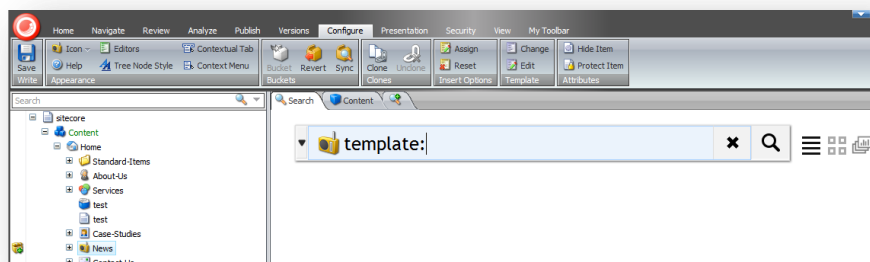 Home Navigate Review Analyze Publish Versions Configure Presentation Security View My Toolbar
Icon Editors Contextual Tab Assign Change Hide Item
Save Help Tree Node Style Context Menu Bucket Revert Sync Clone Unclone Reset Edit Protect Item
Write Appearance Buckets Clones Insert Options Template Attributes
Search Search Content
sitecore
Content
Home
template:
Standard-Items
About-Us
Services
test
test
Case-Studies
News
Contact-Us